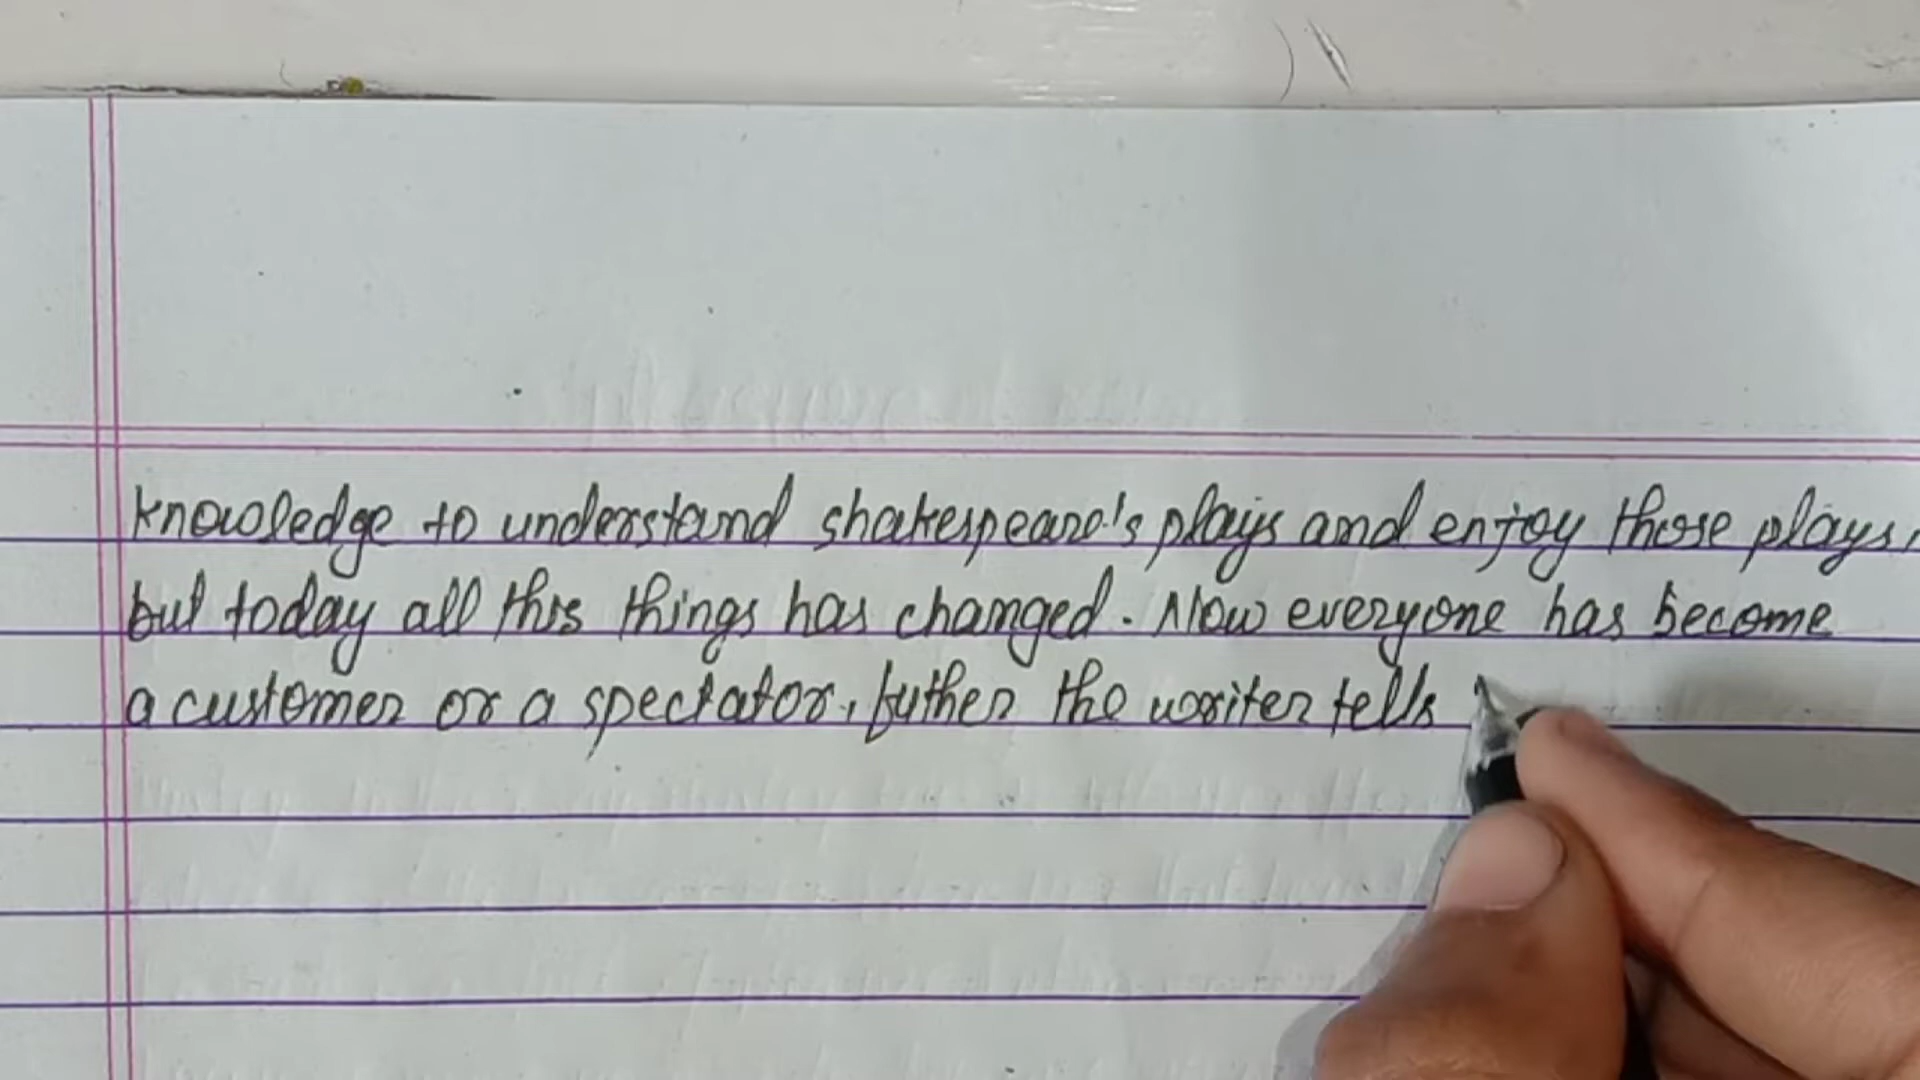 knowledge to understand shakespeare's plays and enjoy those plays,
but today all this things has changed. Now everyone has become
a customer or a spectator, futher the writer tells